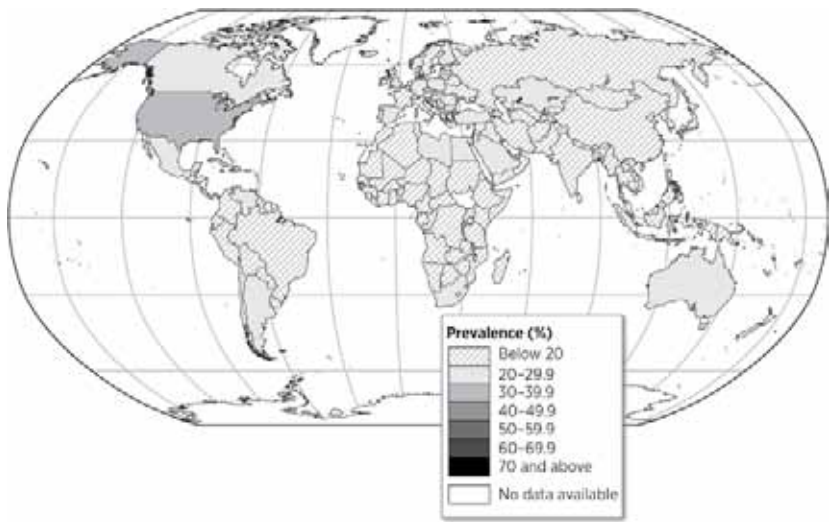 Prevalence (%)
Below 20
20–29.9
30–39.9
40–49.9
50–59.9
60–69.9
70 and above
No data available